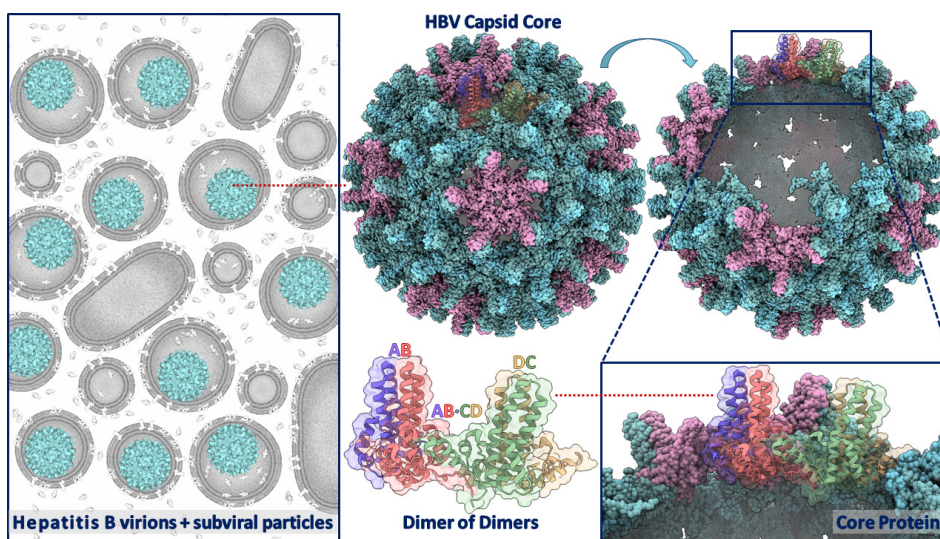 HBV Capsid Core
AB
DC
AB·CD
Hepatitis B virions + subviral particles
Dimer of Dimers
Core Protein